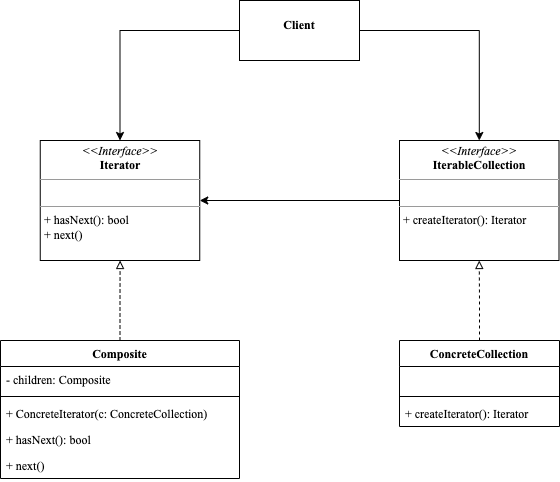 Client
<<Interface>>
Iterator
+ hasNext(): bool
+ next()
<<Interface>>
IterableCollection
+ createIterator(): Iterator
Composite
- children: Composite
+ ConcreteIterator(c: ConcreteCollection)
+ hasNext(): bool
+ next()
ConcreteCollection
+ createIterator(): Iterator